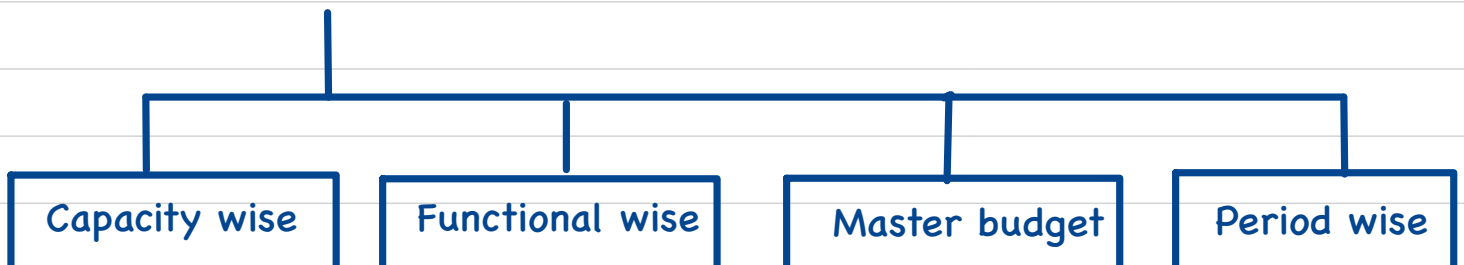 Capacity wise
Functional wise
Master budget
Period wise